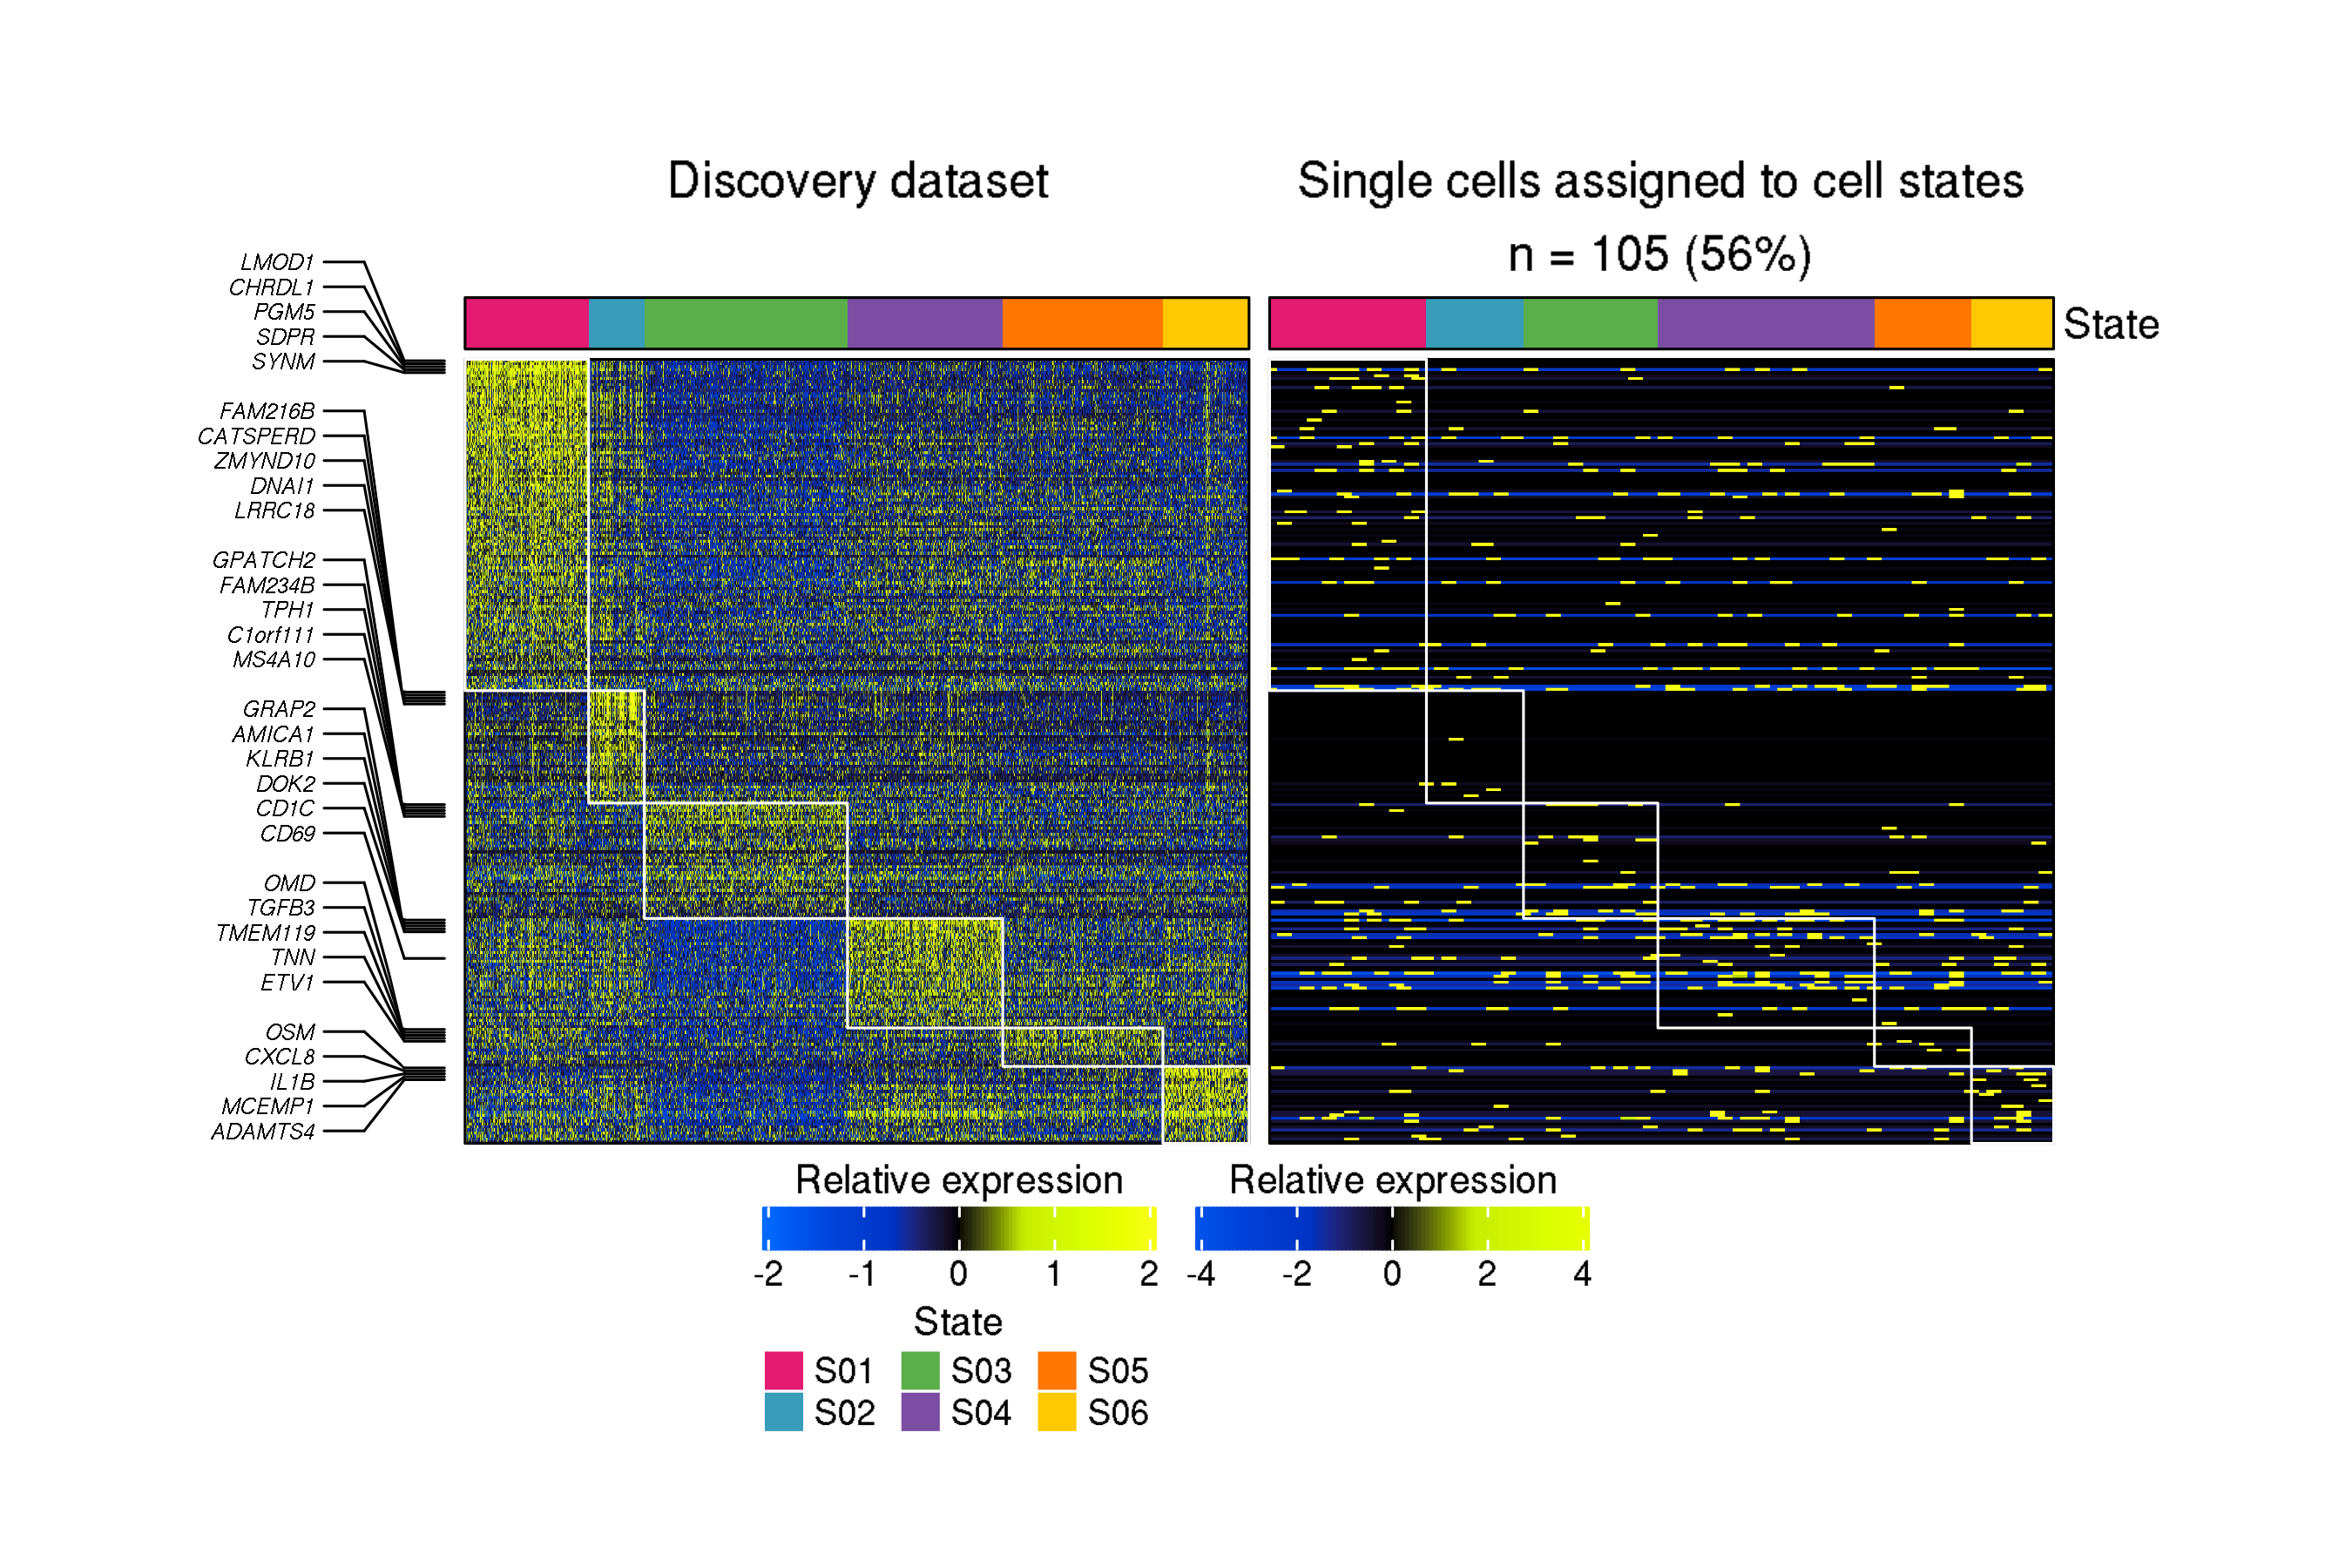 Discovery dataset
Single cells assigned to cell states
n = 105 (56%)
State
LMOD1
CHRDL1
PGM5
SDPR
SYNM
FAM216B
CATSPERD
ZMYND10
DNAI1
LRRC18
GPATCH2
FAM234B
TPH1
C1orf111
MS4A10
GRAP2
AMICA1
KLRB1
DOK2
CD1C
CD69
OMD
TGFB3
TMEM119
TNN
ETV1
OSM
CXCL8
IL1B
MCEMP1
ADAMTS4
Relative expression
-2 -1 0 1 2
Relative expression
-4 -2 0 2 4
State
S01 S03 S05
S02 S04 S06